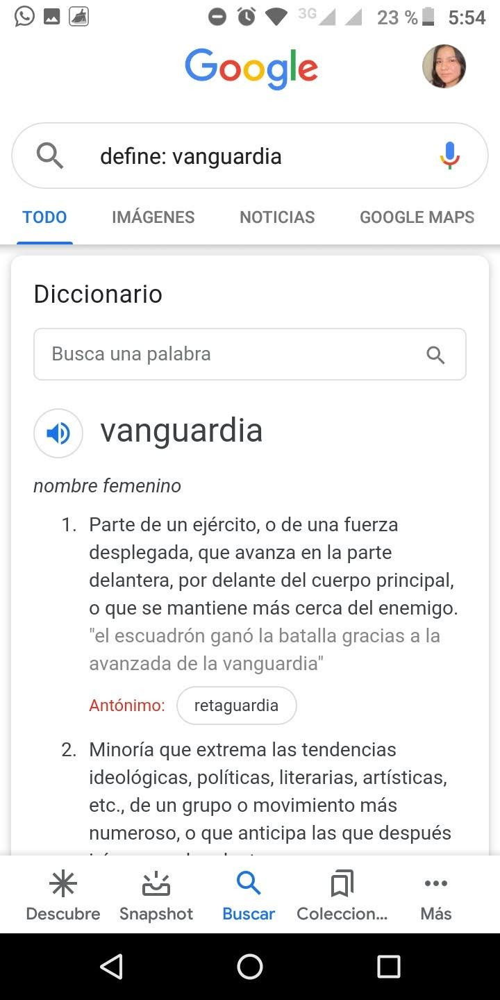 3G 23 % 5:54
Google
define: vanguardia
TODO IMÁGENES NOTICIAS GOOGLE MAPS
Diccionario
Busca una palabra
vanguardia
nombre femenino
1. Parte de un ejército, o de una fuerza
desplegada, que avanza en la parte
delantera, por delante del cuerpo principal,
o que se mantiene más cerca del enemigo.
"el escuadrón ganó la batalla gracias a la
avanzada de la vanguardia"
Antónimo: retaguardia
2. Minoría que extrema las tendencias
ideológicas, políticas, literarias, artísticas,
etc., de un grupo o movimiento más
numeroso, o que anticipa las que después
Descubre Snapshot Buscar Coleccion... Más